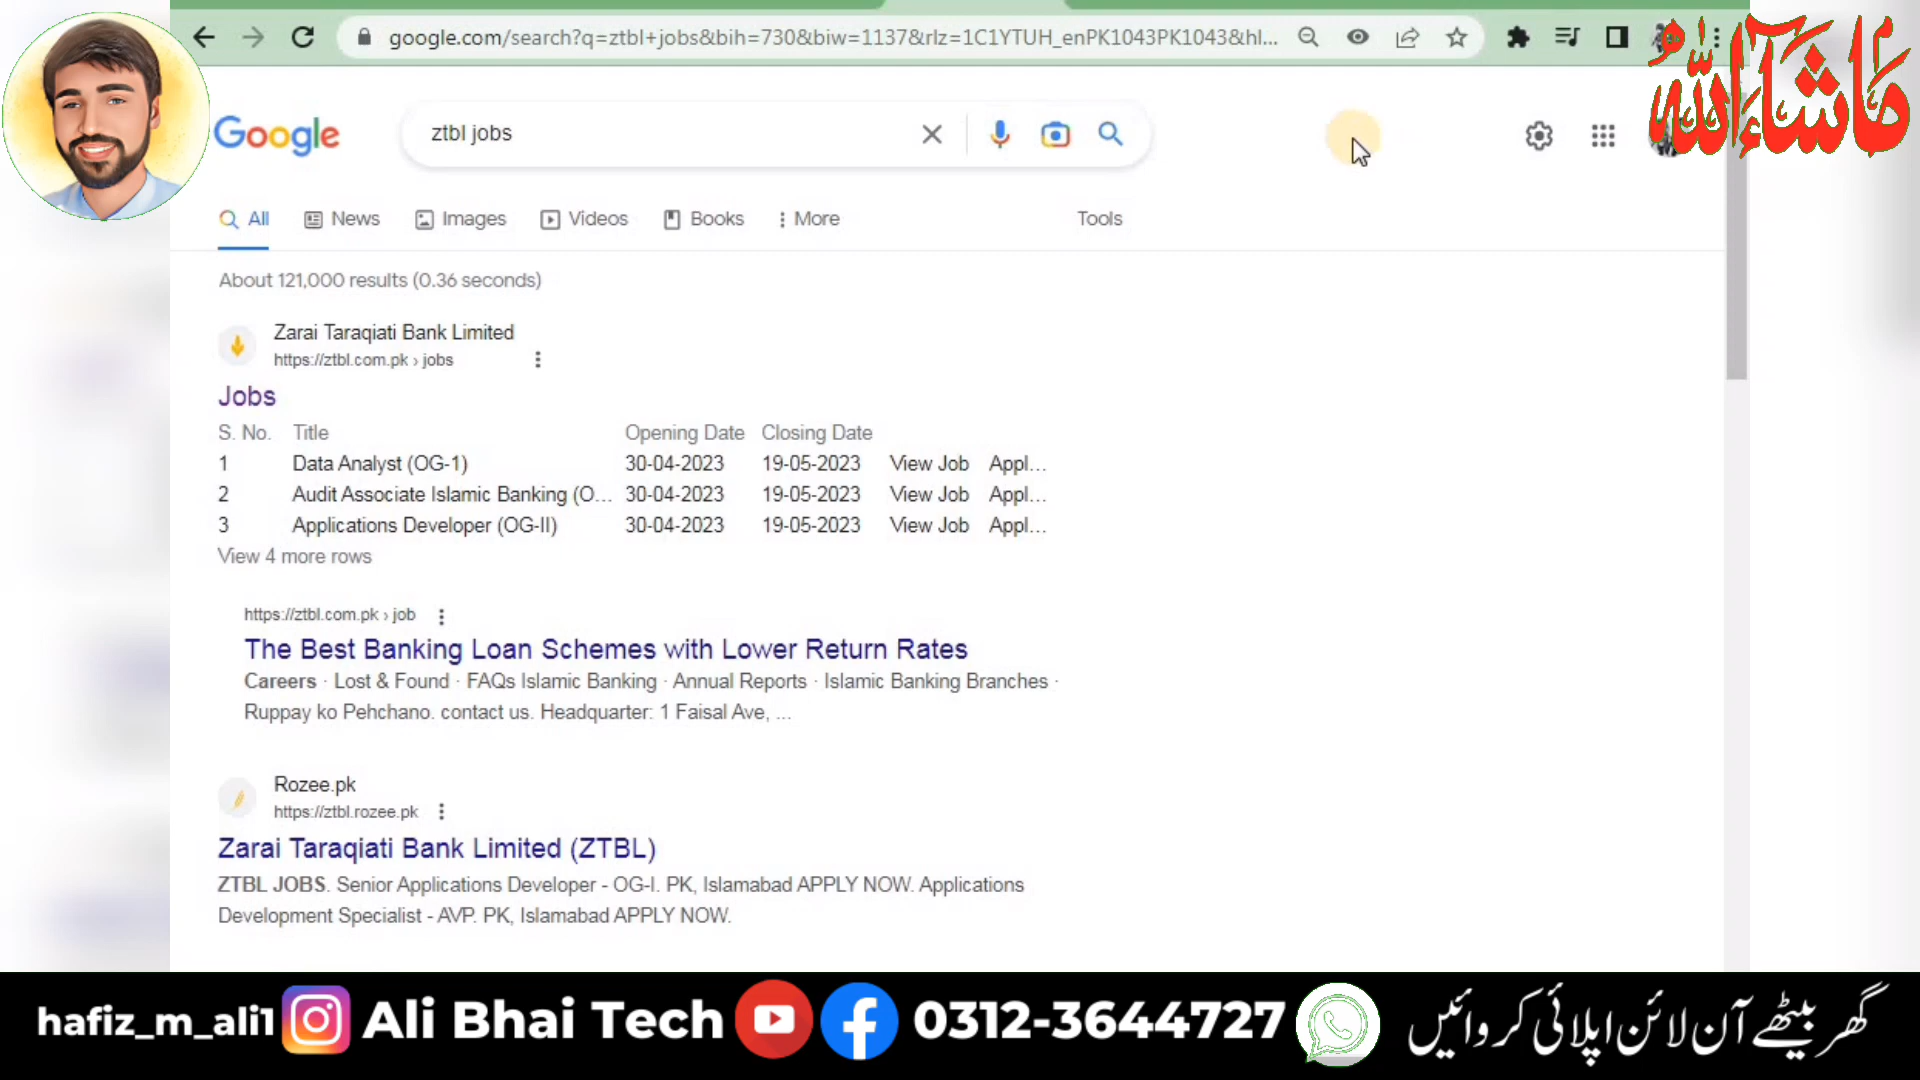 google.com/search?q=ztbl+jobs&bih=730&biw=1137&rlz=1C1YTUH_enPK1043PK1043&hl...
ماشاءالله
Google
ztbl jobs
All News Images Videos Books More Tools
About 121,000 results (0.36 seconds)
Zarai Taraqiati Bank Limited
https://ztbl.com.pk › jobs
Jobs
S. No. Title Opening Date Closing Date
1 Data Analyst (OG-1) 30-04-2023 19-05-2023 View Job Appl...
2 Audit Associate Islamic Banking (O... 30-04-2023 19-05-2023 View Job Appl...
3 Applications Developer (OG-II) 30-04-2023 19-05-2023 View Job Appl...
View 4 more rows
https://ztbl.com.pk › job
The Best Banking Loan Schemes with Lower Return Rates
Careers · Lost & Found · FAQs Islamic Banking · Annual Reports · Islamic Banking Branches ·
Ruppay ko Pehchano. contact us. Headquarter: 1 Faisal Ave, ...
Rozee.pk
https://ztbl.rozee.pk
Zarai Taraqiati Bank Limited (ZTBL)
ZTBL JOBS. Senior Applications Developer - OG-I. PK, Islamabad APPLY NOW. Applications
Development Specialist - AVP. PK, Islamabad APPLY NOW.
hafiz_m_ali1 Ali Bhai Tech 0312-3644727 گھر بیٹھے آن لائن اپلائی کروائیں